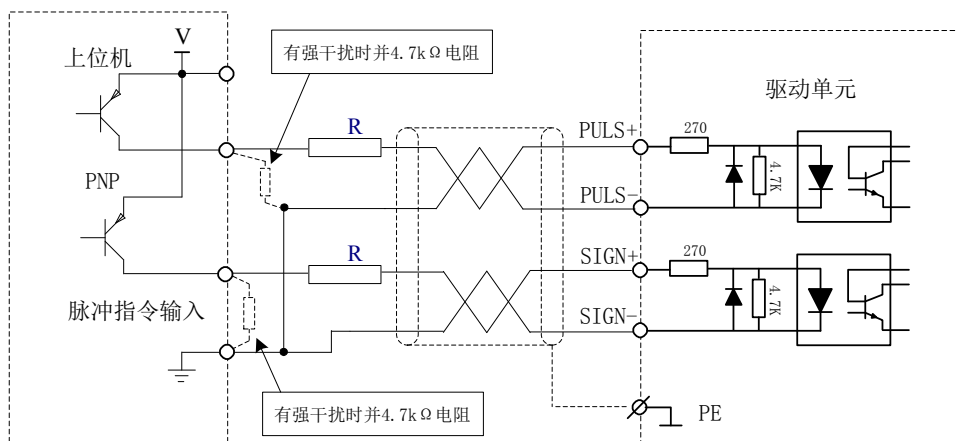 V
上位机
有强干扰时并4.7kΩ电阻
驱动单元
R
PULS+
270
4.7K
PNP
PULS-
R
SIGN+
270
4.7K
脉冲指令输入
SIGN-
有强干扰时并4.7kΩ电阻
PE